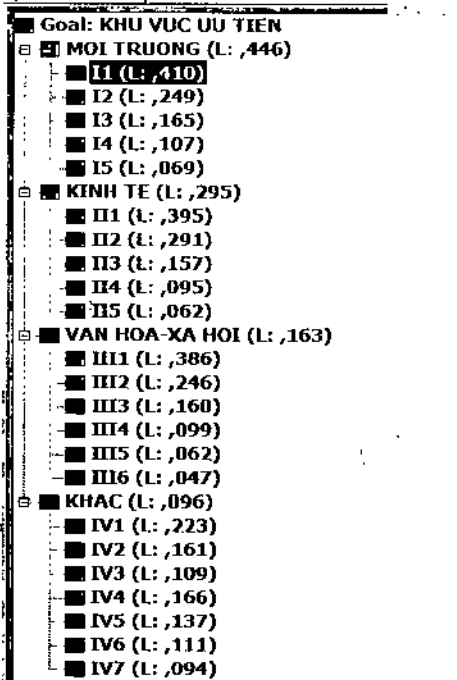 Goal: KHU VUC UU TIEN
MOI TRUONG (L: ,446)
I1 (L: ,410)
I2 (L: ,249)
I3 (L: ,165)
I4 (L: ,107)
I5 (L: ,069)
KINH TE (L: ,295)
II1 (L: ,395)
II2 (L: ,291)
II3 (L: ,157)
II4 (L: ,095)
II5 (L: ,062)
VAN HOA-XA HOI (L: ,163)
III1 (L: ,386)
III2 (L: ,246)
III3 (L: ,160)
III4 (L: ,099)
III5 (L: ,062)
III6 (L: ,047)
KHAC (L: ,096)
IV1 (L: ,223)
IV2 (L: ,161)
IV3 (L: ,109)
IV4 (L: ,166)
IV5 (L: ,137)
IV6 (L: ,111)
IV7 (L: ,094)